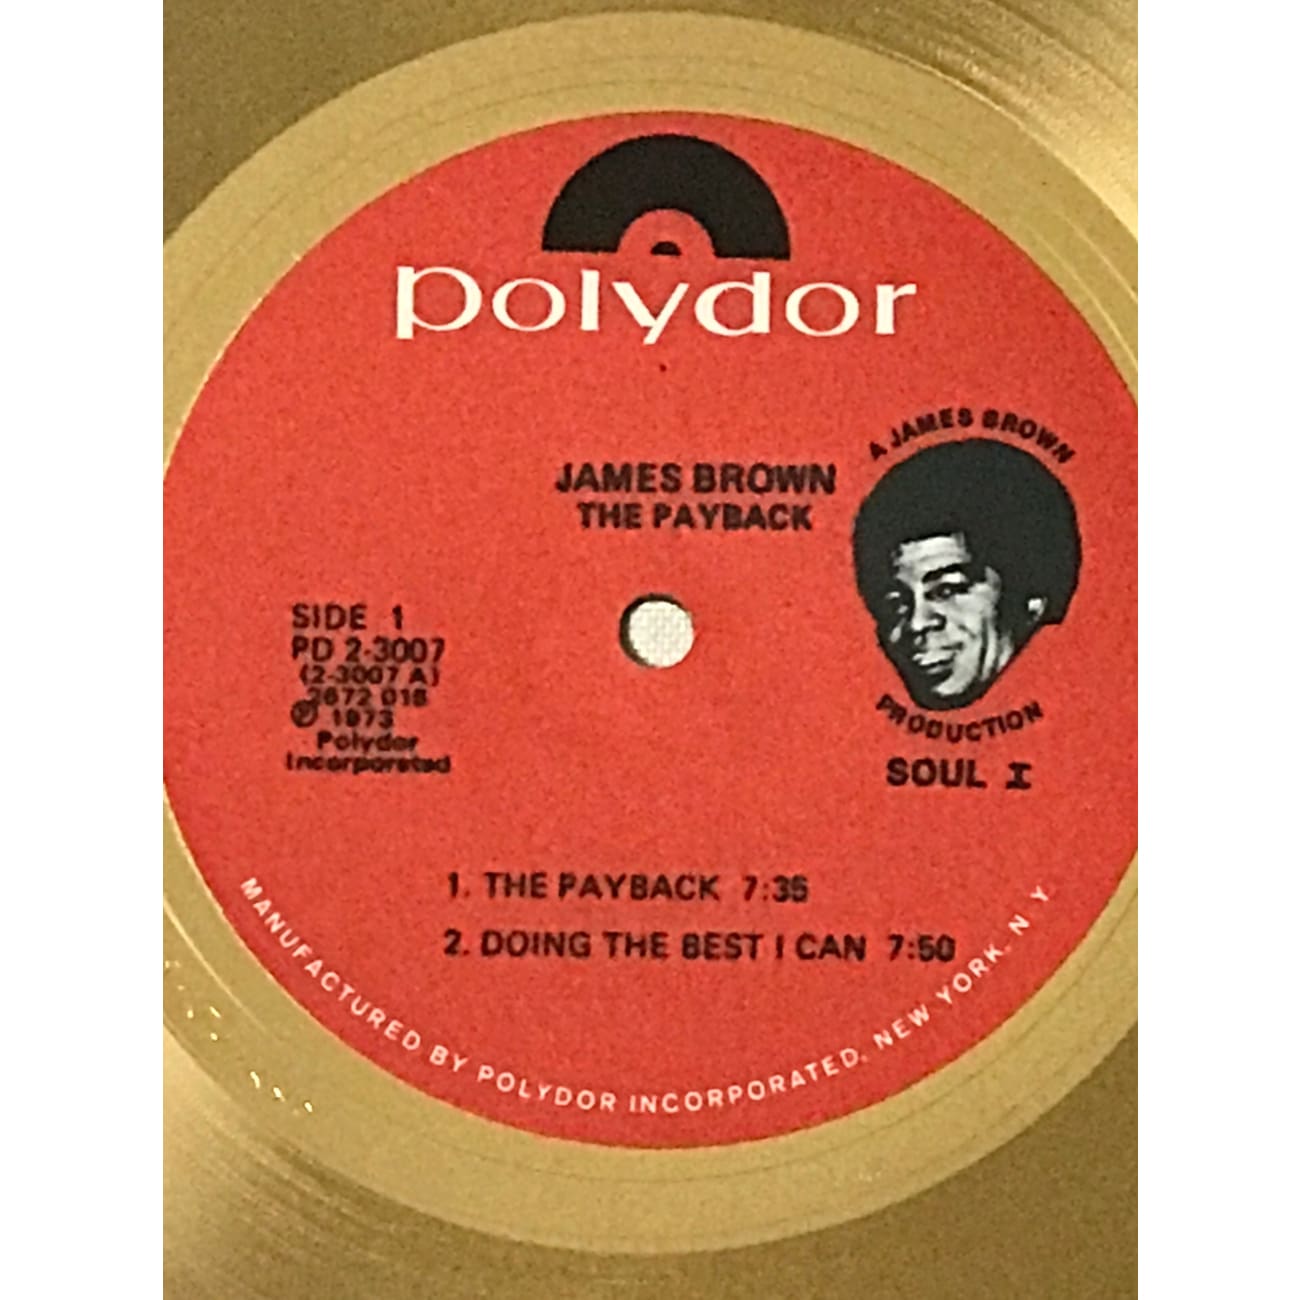 polydor
JAMES BROWN
THE PAYBACK
A JAMES BROWN
PRODUCTION
SOUL I
SIDE 1
PD 2-3007
(2-3007 A)
2672 018
℗ 1973
Polydor
Incorporated
1. THE PAYBACK 7:35
2. DOING THE BEST I CAN 7:50
MANUFACTURED BY POLYDOR INCORPORATED. NEW YORK. N Y.